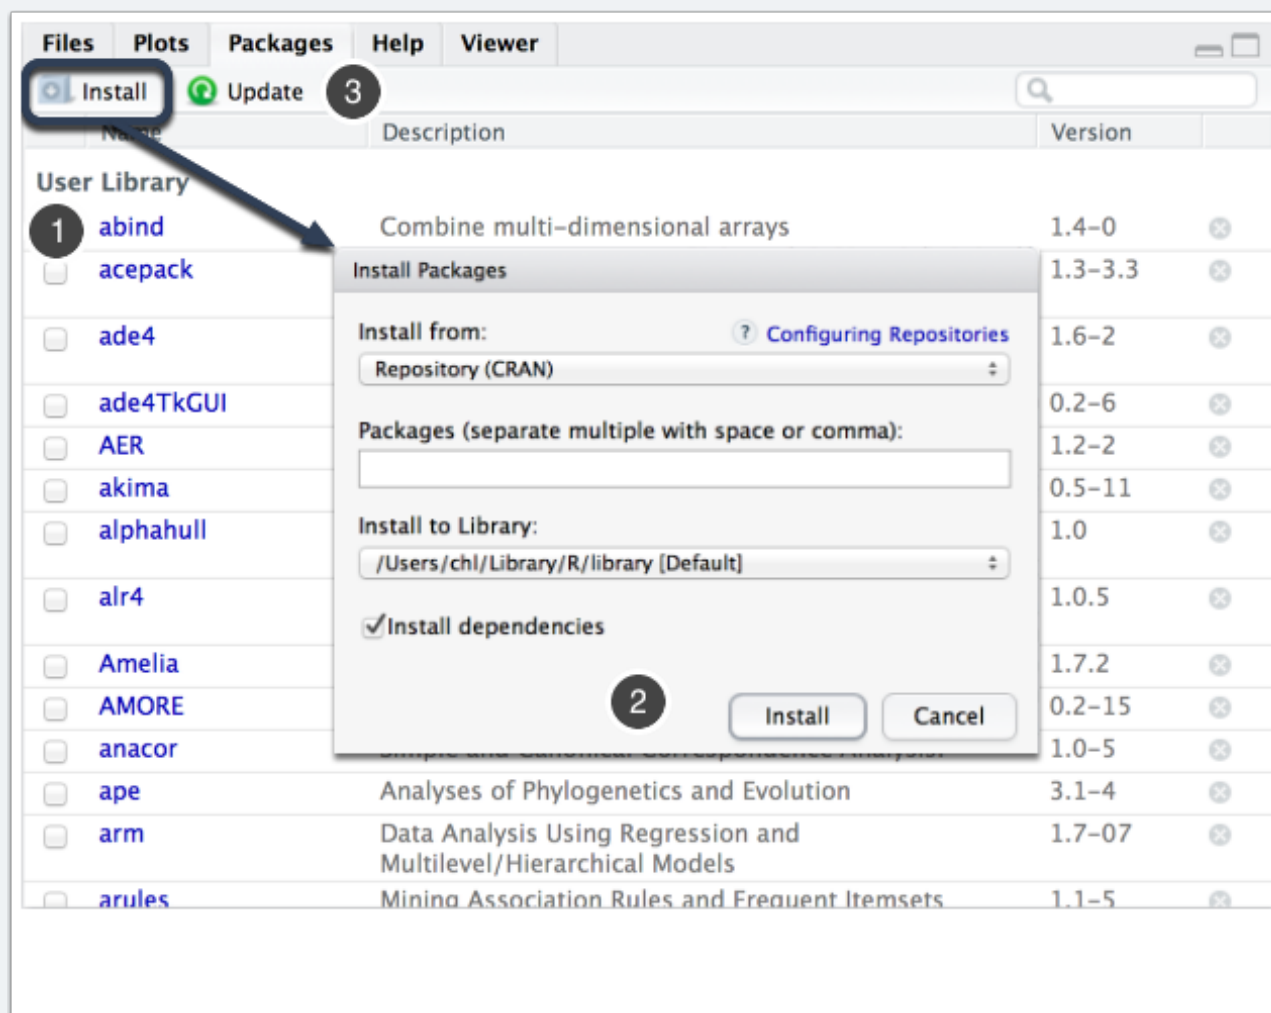 Files Plots Packages Help Viewer
Install Update 3
Name Description Version
User Library
1 abind Combine multi-dimensional arrays 1.4-0
acepack 1.3-3.3
Install Packages
Install from: ? Configuring Repositories
ade4 1.6-2
Repository (CRAN)
ade4TkGUI 0.2-6
Packages (separate multiple with space or comma):
AER 1.2-2
akima 0.5-11
Install to Library:
alphahull 1.0
/Users/chl/Library/R/library [Default]
alr4 1.0.5
Install dependencies
Amelia 1.7.2
AMORE 0.2-15
2 Install Cancel
anacor Simple and Canonical Correspondence Analysis. 1.0-5
ape Analyses of Phylogenetics and Evolution 3.1-4
arm Data Analysis Using Regression and 1.7-07
Multilevel/Hierarchical Models
arules Mining Association Rules and Frequent Itemsets 1.1-5